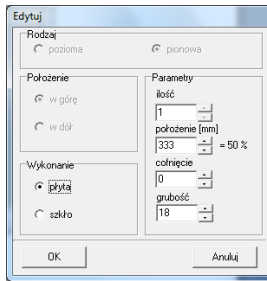 Edytuj
Rodzaj
pozioma
pionowa
Położenie
w górę
w dół
Wykonanie
płyta
szkło
Parametry
ilość
1
położenie [mm]
333 = 50 %
cofnięcie
0
grubość
18
OK
Anuluj